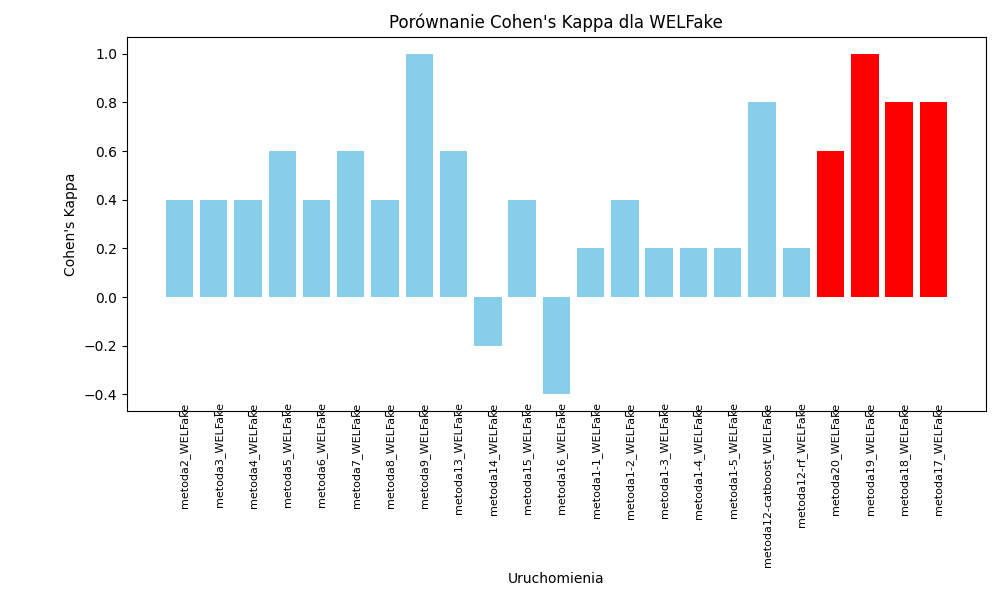 Porównanie Cohen's Kappa dla WELFake
Cohen's Kappa
1.0
0.8
0.6
0.4
0.2
0.0
−0.2
−0.4
metoda2_WELFake
metoda3_WELFake
metoda4_WELFake
metoda5_WELFake
metoda6_WELFake
metoda7_WELFake
metoda8_WELFake
metoda9_WELFake
metoda13_WELFake
metoda14_WELFake
metoda15_WELFake
metoda16_WELFake
metoda1-1_WELFake
metoda1-2_WELFake
metoda1-3_WELFake
metoda1-4_WELFake
metoda1-5_WELFake
metoda12-catboost_WELFake
metoda12-rf_WELFake
metoda20_WELFake
metoda19_WELFake
metoda18_WELFake
metoda17_WELFake
Uruchomienia